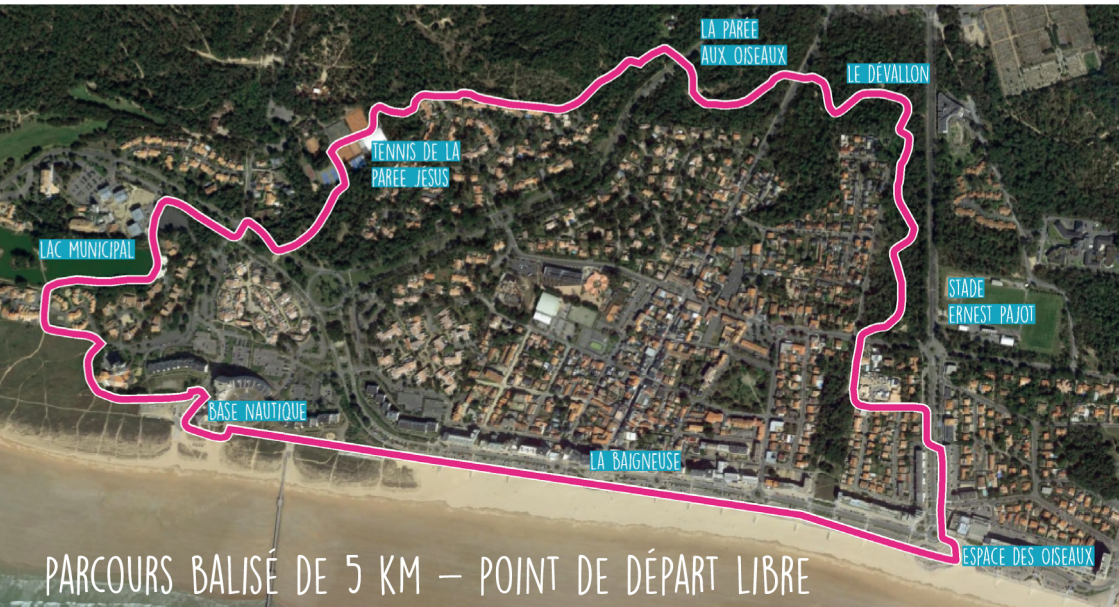 LA PARÉE
AUX OISEAUX
LE DÉVALLON
TENNIS DE LA
PARÉE JÉSUS
LAC MUNICIPAL
STADE
ERNEST PAJOT
BASE NAUTIQUE
LA BAIGNEUSE
ESPACE DES OISEAUX
PARCOURS BALISÉ DE 5 KM – POINT DE DÉPART LIBRE